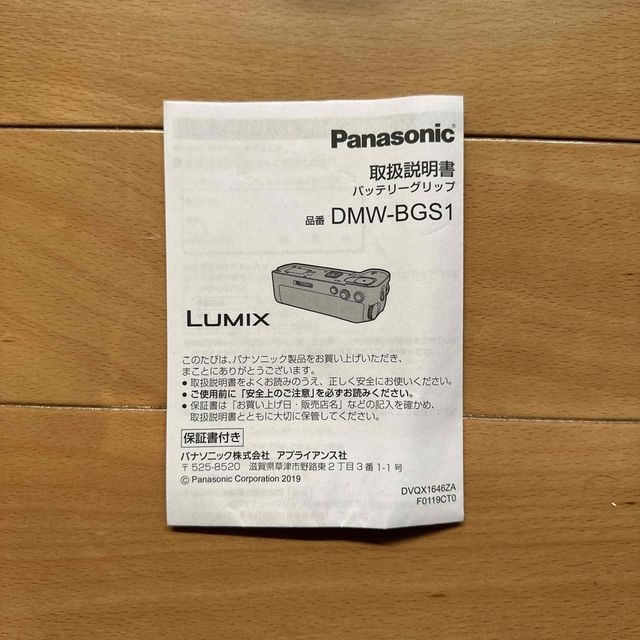 Panasonic
取扱説明書
バッテリーグリップ
品番 DMW-BGS1
LUMIX
このたびは、パナソニック製品をお買い上げいただき、
まことにありがとうございます。
● 取扱説明書をよくお読みのうえ、正しく安全にお使いください。
● ご使用前に「安全上のご注意」を必ずお読みください。
● 保証書は「お買い上げ日・販売店名」などの記入を確かめ、
取扱説明書とともに大切に保管してください。
保証書付き
パナソニック株式会社 アプライアンス社
〒525-8520 滋賀県草津市野路東2丁目3番1-1号
© Panasonic Corporation 2019
DVQX1646ZA
F0119CT0